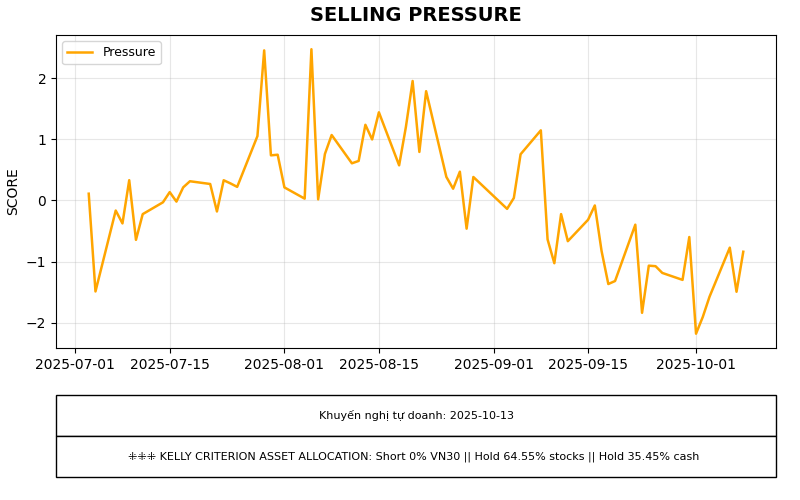 SELLING PRESSURE
Pressure
SCORE
2
1
0
−1
−2
2025-07-01 2025-07-15 2025-08-01 2025-08-15 2025-09-01 2025-09-15 2025-10-01
Khuyến nghị tự doanh: 2025-10-13
⁜⁜⁜ KELLY CRITERION ASSET ALLOCATION: Short 0% VN30 || Hold 64.55% stocks || Hold 35.45% cash